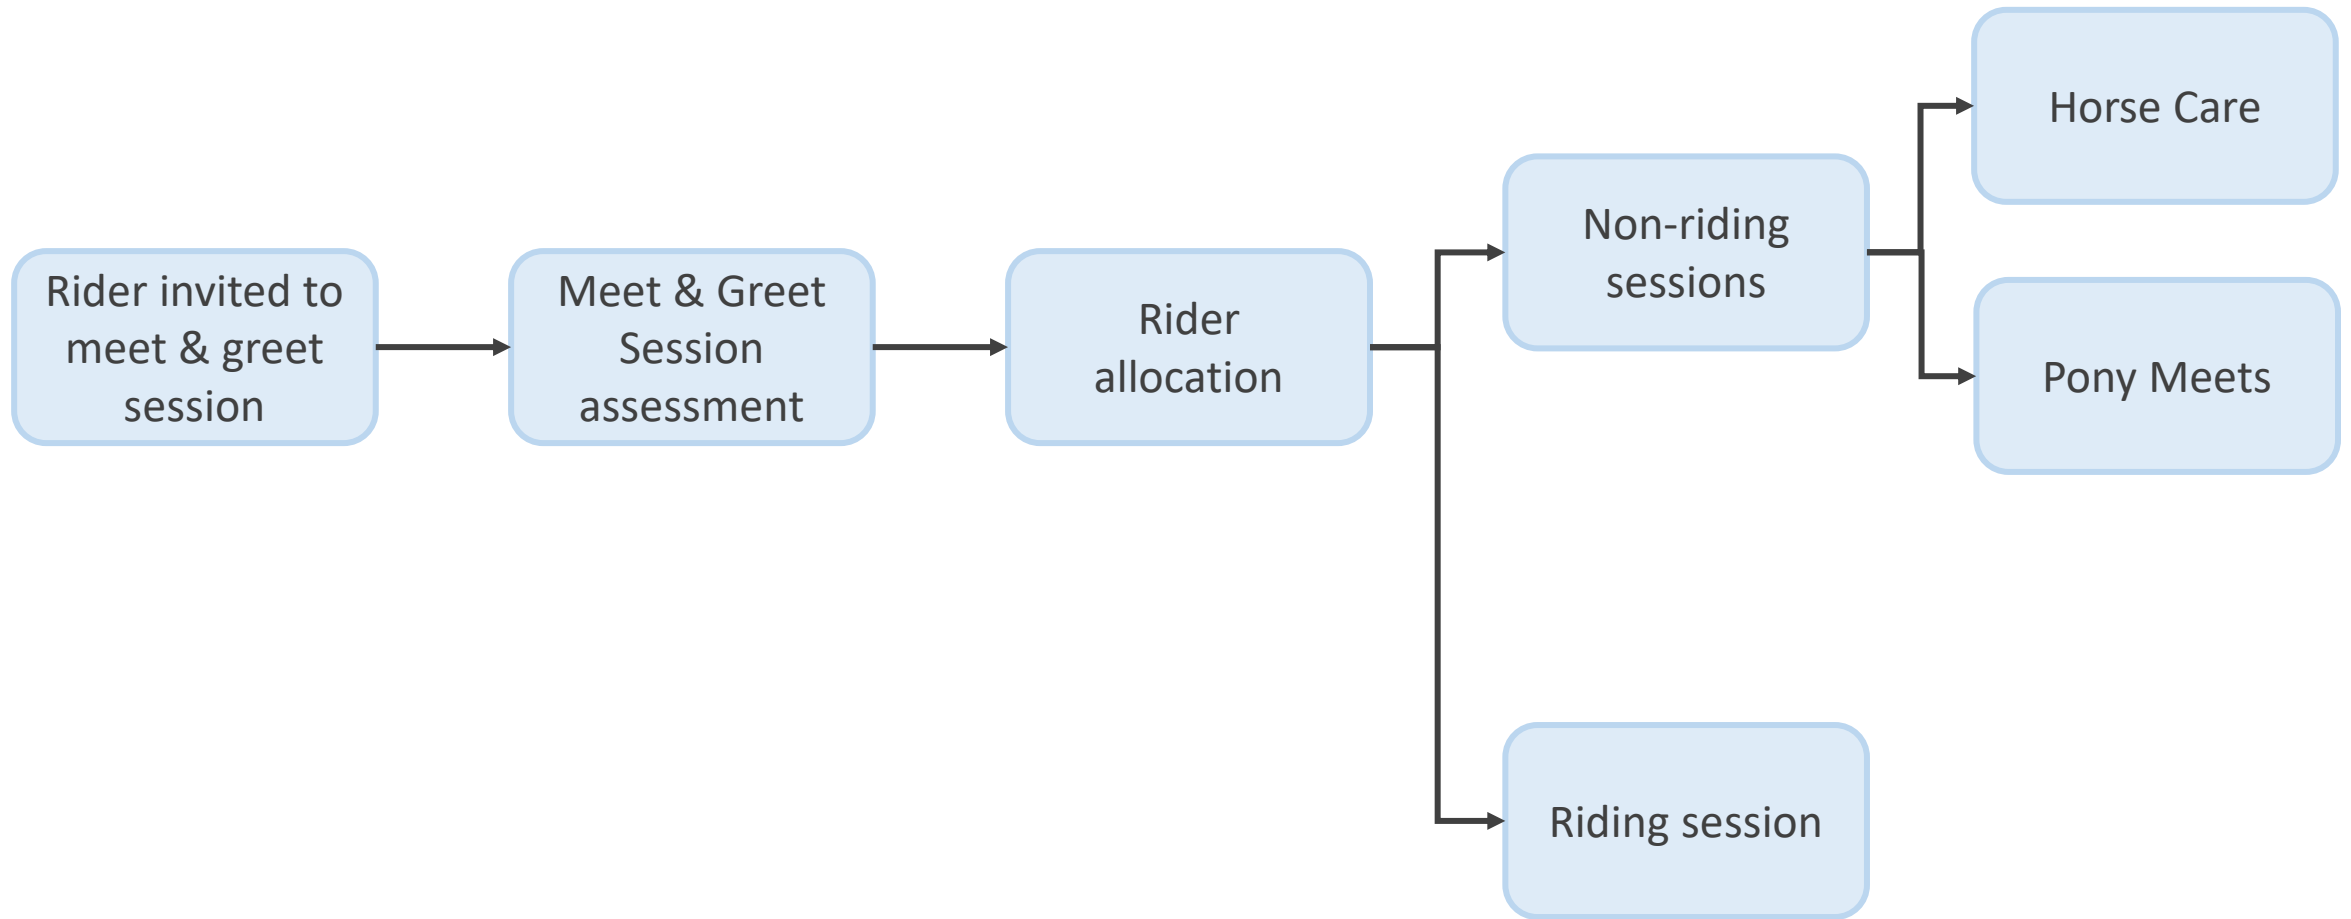 Rider invited to
meet & greet
session
Meet & Greet
Session
assessment
Rider
allocation
Non-riding
sessions
Horse Care
Pony Meets
Riding session